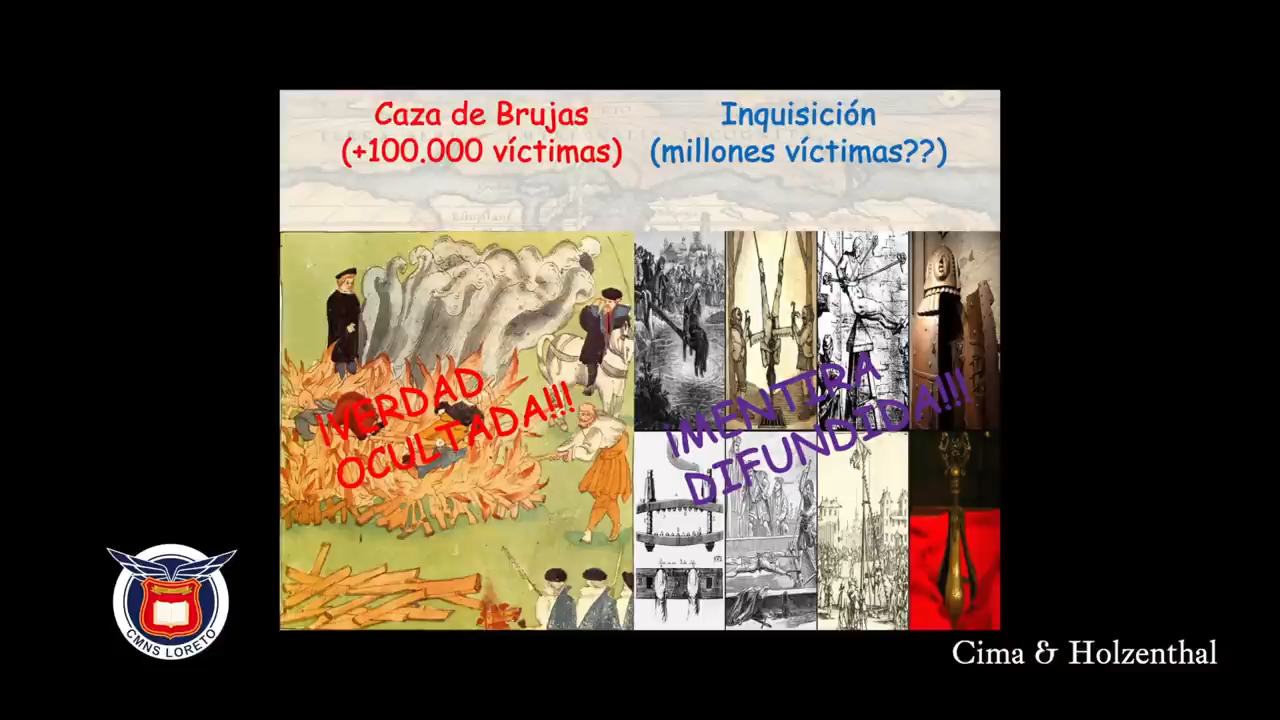 Caza de Brujas
(+100.000 víctimas)
Inquisición
(millones víctimas??)
¡VERDAD
OCULTADA!!!
¡MENTIRA
DIFUNDIDA!!!
CMNS LORETO
Cima & Holzenthal